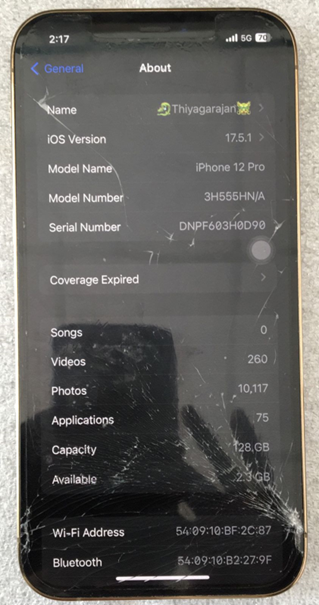 2:17 5G 70
General About
Name 🐉Thiyagarajan🐯
iOS Version 17.5.1
Model Name iPhone 12 Pro
Model Number 3H555HN/A
Serial Number DNPF603H0D90
Coverage Expired
Songs 0
Videos 260
Photos 10,117
Applications 75
Capacity 128 GB
Available 2.3 GB
Wi-Fi Address 54:09:10:BF:2C:87
Bluetooth 54:09:10:B2:27:9F